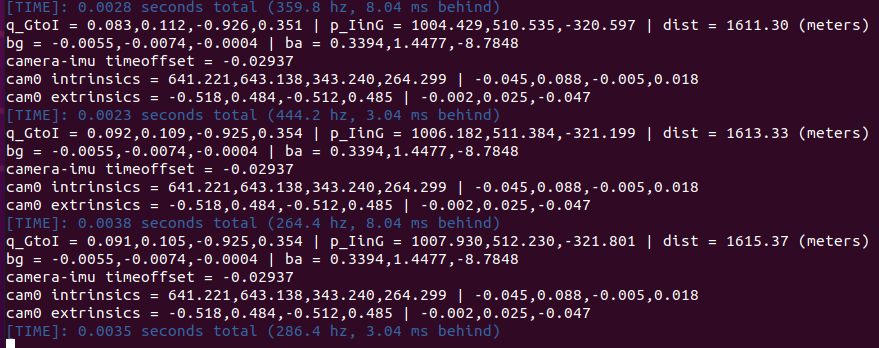 [TIME]: 0.0028 seconds total (359.8 hz, 8.04 ms behind)
q_GtoI = 0.083,0.112,-0.926,0.351 | p_IinG = 1004.429,510.535,-320.597 | dist = 1611.30 (meters)
bg = -0.0055,-0.0074,-0.0004 | ba = 0.3394,1.4477,-8.7848
camera-imu timeoffset = -0.02937
cam0 intrinsics = 641.221,643.138,343.240,264.299 | -0.045,0.088,-0.005,0.018
cam0 extrinsics = -0.518,0.484,-0.512,0.485 | -0.002,0.025,-0.047
[TIME]: 0.0023 seconds total (444.2 hz, 3.04 ms behind)
q_GtoI = 0.092,0.109,-0.925,0.354 | p_IinG = 1006.182,511.384,-321.199 | dist = 1613.33 (meters)
bg = -0.0055,-0.0074,-0.0004 | ba = 0.3394,1.4477,-8.7848
camera-imu timeoffset = -0.02937
cam0 intrinsics = 641.221,643.138,343.240,264.299 | -0.045,0.088,-0.005,0.018
cam0 extrinsics = -0.518,0.484,-0.512,0.485 | -0.002,0.025,-0.047
[TIME]: 0.0038 seconds total (264.4 hz, 8.04 ms behind)
q_GtoI = 0.091,0.105,-0.925,0.354 | p_IinG = 1007.930,512.230,-321.801 | dist = 1615.37 (meters)
bg = -0.0055,-0.0074,-0.0004 | ba = 0.3394,1.4477,-8.7848
camera-imu timeoffset = -0.02937
cam0 intrinsics = 641.221,643.138,343.240,264.299 | -0.045,0.088,-0.005,0.018
cam0 extrinsics = -0.518,0.484,-0.512,0.485 | -0.002,0.025,-0.047
[TIME]: 0.0035 seconds total (286.4 hz, 3.04 ms behind)